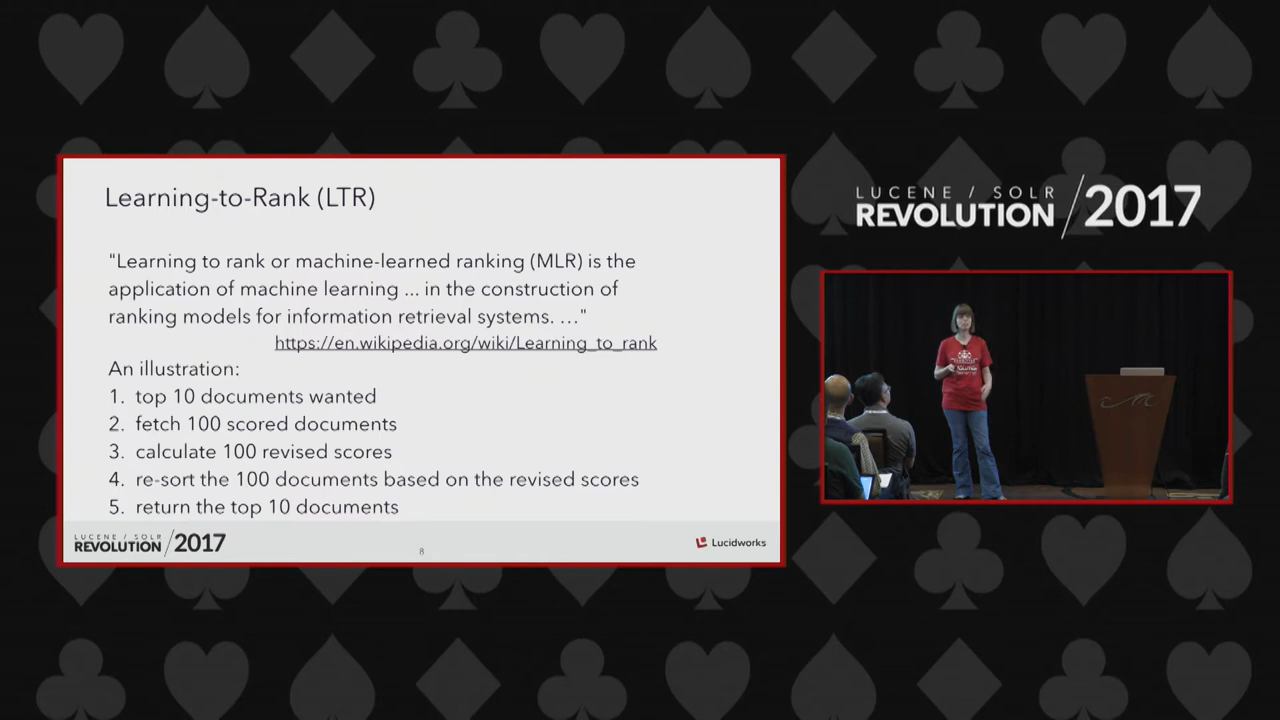 Learning-to-Rank (LTR)
"Learning to rank or machine-learned ranking (MLR) is the
application of machine learning ... in the construction of
ranking models for information retrieval systems. ..."
https://en.wikipedia.org/wiki/Learning_to_rank
An illustration:
1. top 10 documents wanted
2. fetch 100 scored documents
3. calculate 100 revised scores
4. re-sort the 100 documents based on the revised scores
5. return the top 10 documents
LUCENE / SOLR
REVOLUTION/2017
8
Lucidworks
LUCENE / SOLR
REVOLUTION/2017